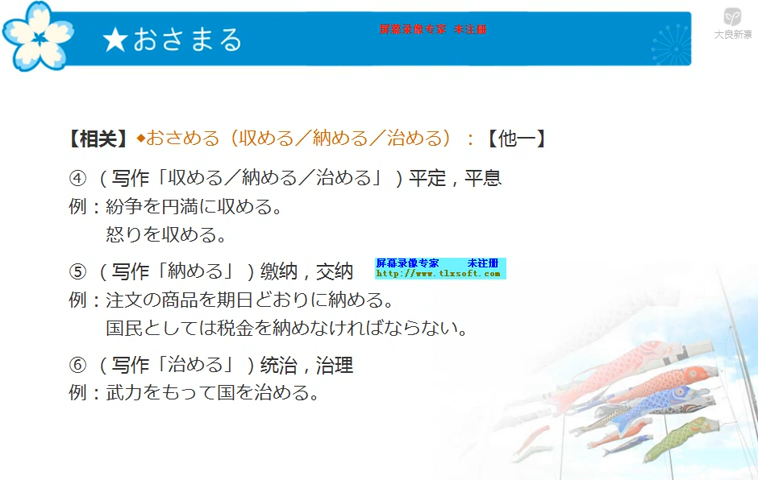 ★おさまる
屏幕录像专家 未注册
大良新濠
【相关】◆おさめる（収める／納める／治める）：【他一】
④（写作「収める／納める／治める」）平定，平息
例：紛争を円満に収める。
怒りを収める。
⑤（写作「納める」）缴纳，交纳
屏幕录像专家 未注册
http://www.tlxsoft.com
例：注文の商品を期日どおりに納める。
国民としては税金を納めなければならない。
⑥（写作「治める」）统治，治理
例：武力をもって国を治める。